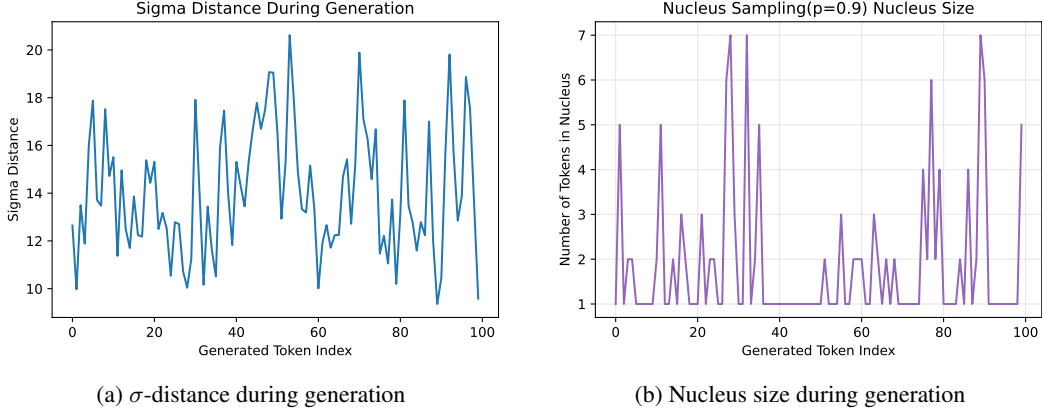 Sigma Distance During Generation
20
18
16
14
12
10
Sigma Distance
0 20 40 60 80 100
Generated Token Index
(a) σ-distance during generation
Nucleus Sampling(p=0.9) Nucleus Size
7
6
5
4
3
2
1
Number of Tokens in Nucleus
0 20 40 60 80 100
Generated Token Index
(b) Nucleus size during generation